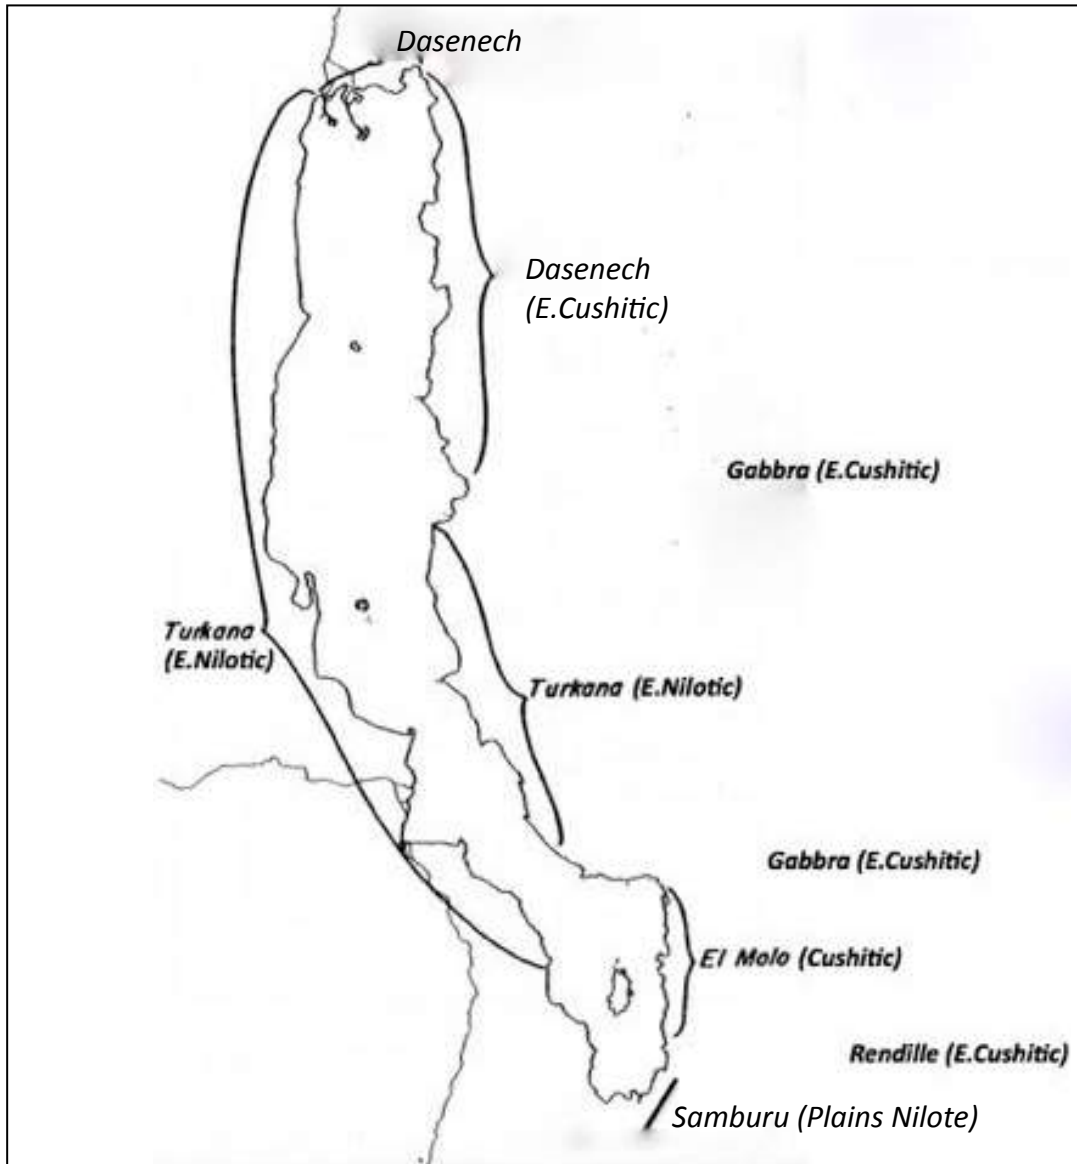 Dasenech
Dasenech
(E.Cushitic)
Gabbra (E.Cushitic)
Turkana
(E.Nilotic)
Turkana (E.Nilotic)
Gabbra (E.Cushitic)
El Molo (Cushitic)
Rendille (E.Cushitic)
Samburu (Plains Nilote)